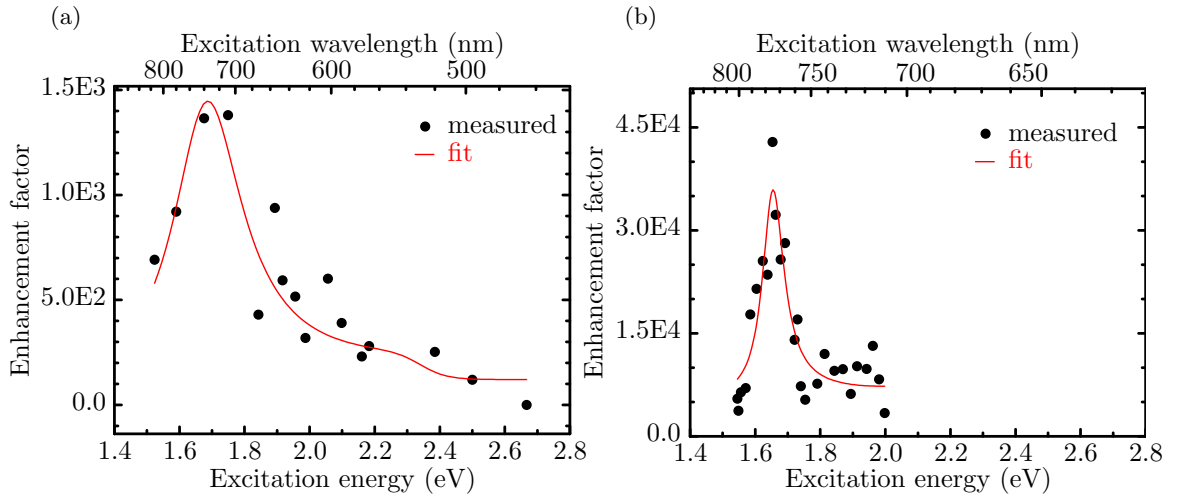 (a)
Excitation wavelength (nm)
800 700 600 500
1.5E3
1.0E3
5.0E2
0.0
Enhancement factor
measured
fit
1.4 1.6 1.8 2.0 2.2 2.4 2.6 2.8
Excitation energy (eV)
(b)
Excitation wavelength (nm)
800 750 700 650
4.5E4
3.0E4
1.5E4
0.0
Enhancement factor
measured
fit
1.4 1.6 1.8 2.0 2.2 2.4 2.6 2.8
Excitation energy (eV)